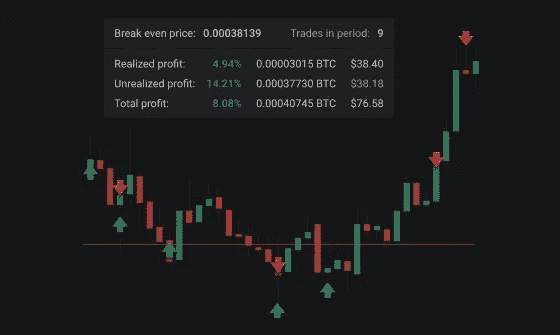 Break even price: 0.00038139 Trades in period: 9
Realized profit: 4.94% 0.00003015 BTC $38.40
Unrealized profit: 14.21% 0.00037730 BTC $38.18
Total profit: 8.08% 0.00040745 BTC $76.58